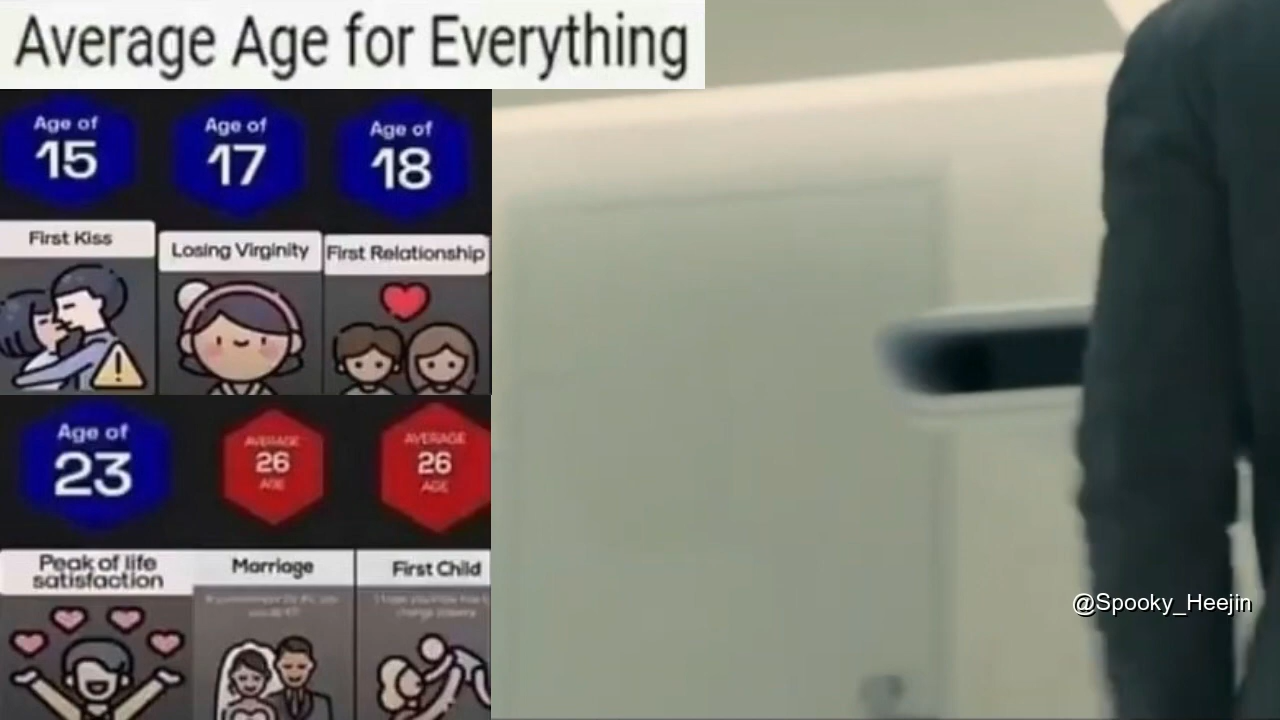 Average Age for Everything
Age of
15
Age of
17
Age of
18
First Kiss
Losing Virginity
First Relationship
Age of
23
AVERAGE
26
AGE
AVERAGE
26
AGE
Peak of life
satisfaction
Marriage
First Child
@Spooky_Heejin